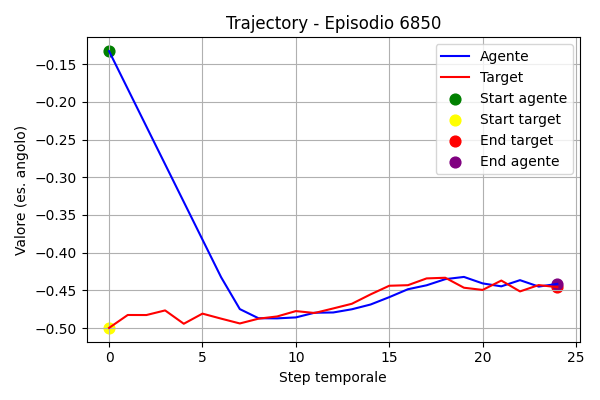 Trajectory - Episodio 6850
Valore (es. angolo)
−0.15
−0.20
−0.25
−0.30
−0.35
−0.40
−0.45
−0.50
Agente
Target
Start agente
Start target
End target
End agente
0 5 10 15 20 25
Step temporale